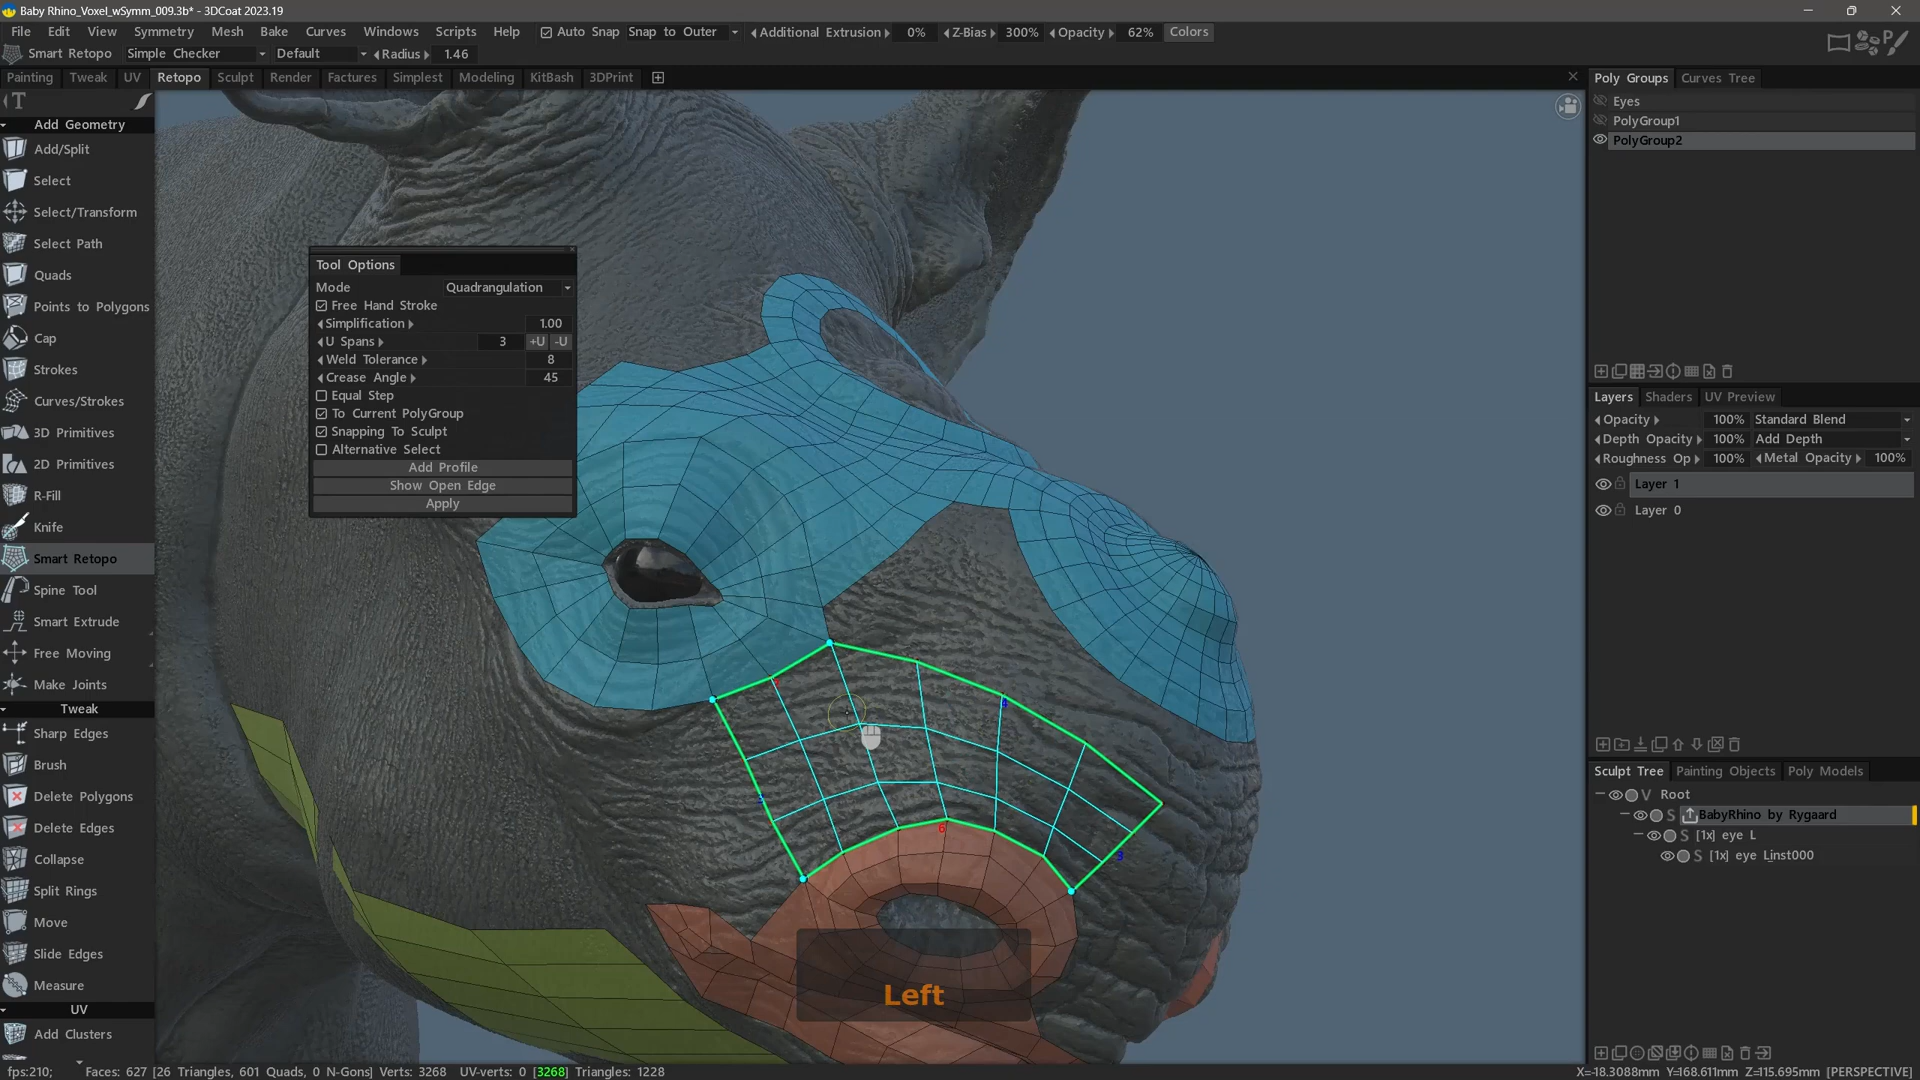 Baby Rhino_Voxel_wSymm_009.3b* - 3DCoat 2023.19
File Edit View Symmetry Mesh Bake Curves Windows Scripts Help Auto Snap Snap to Outer Additional Extrusion 0% Z-Bias 300% Opacity 62% Colors
Smart Retopo Simple Checker Default Radius 1.46
Painting Tweak UV Retopo Sculpt Render Factures Simplest Modeling KitBash 3DPrint
T
Add Geometry
Add/Split
Select
Select/Transform
Select Path
Quads
Points to Polygons
Cap
Strokes
Curves/Strokes
3D Primitives
2D Primitives
R-Fill
Knife
Smart Retopo
Spine Tool
Smart Extrude
Free Moving
Make Joints
Tweak
Sharp Edges
Brush
Delete Polygons
Delete Edges
Collapse
Split Rings
Move
Slide Edges
Measure
UV
Add Clusters
Tool Options
Mode Quadrangulation
Free Hand Stroke
Simplification 1.00
U Spans 3 +U -U
Weld Tolerance 8
Crease Angle 45
Equal Step
To Current PolyGroup
Snapping To Sculpt
Alternative Select
Add Profile
Show Open Edge
Apply
6
3
Left
P
Poly Groups Curves Tree
Eyes
PolyGroup1
PolyGroup2
Layers Shaders UV Preview
Opacity 100% Standard Blend
Depth Opacity 100% Add Depth
Roughness Op 100% Metal Opacity 100%
Layer 1
Layer 0
Sculpt Tree Painting Objects Poly Models
V Root
S BabyRhino by Rygaard
S [1x] eye L
S [1x] eye L_inst000
fps:210; Faces: 627 [26 Triangles, 601 Quads, 0 N-Gons] Verts: 3268 UV-verts: 0 [3268] Triangles: 1228
X=-18.3088mm Y=168.611mm Z=115.695mm [PERSPECTIVE]